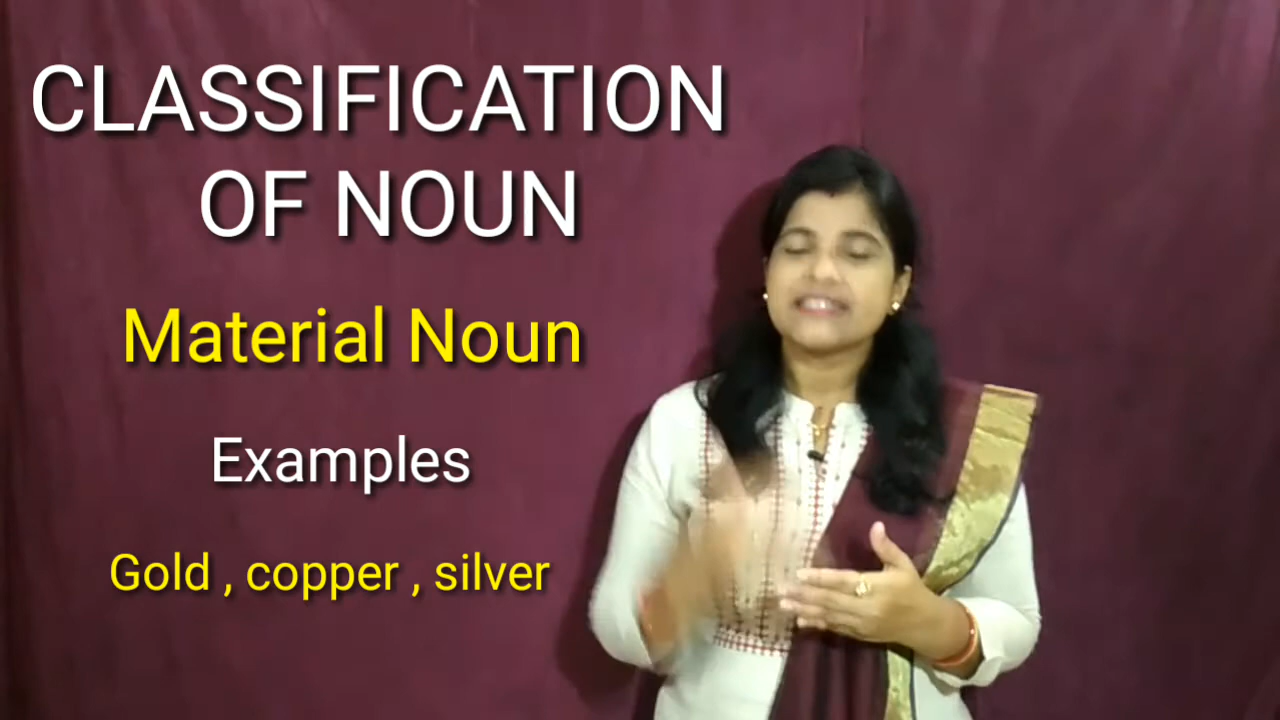 CLASSIFICATION
OF NOUN
Material Noun
Examples
Gold , copper , silver